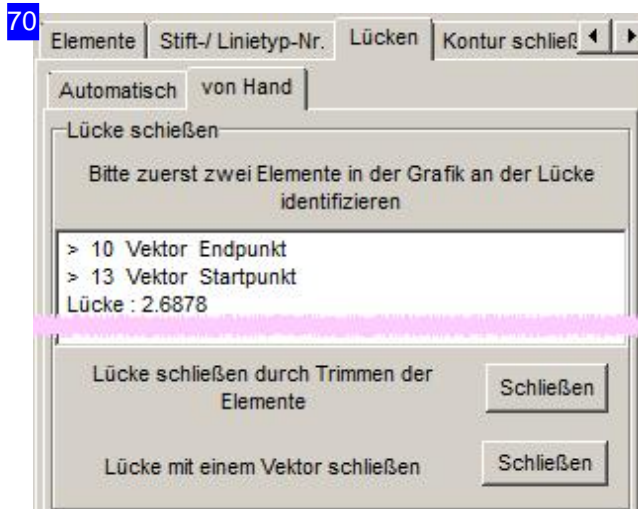 70
Elemente Stift-/ Linietyp-Nr. Lücken Kontur schließ
Automatisch von Hand
Lücke schießen
Bitte zuerst zwei Elemente in der Grafik an der Lücke
identifizieren
> 10 Vektor Endpunkt
> 13 Vektor Startpunkt
Lücke : 2.6878
Lücke schließen durch Trimmen der
Elemente
Schließen
Lücke mit einem Vektor schließen
Schließen